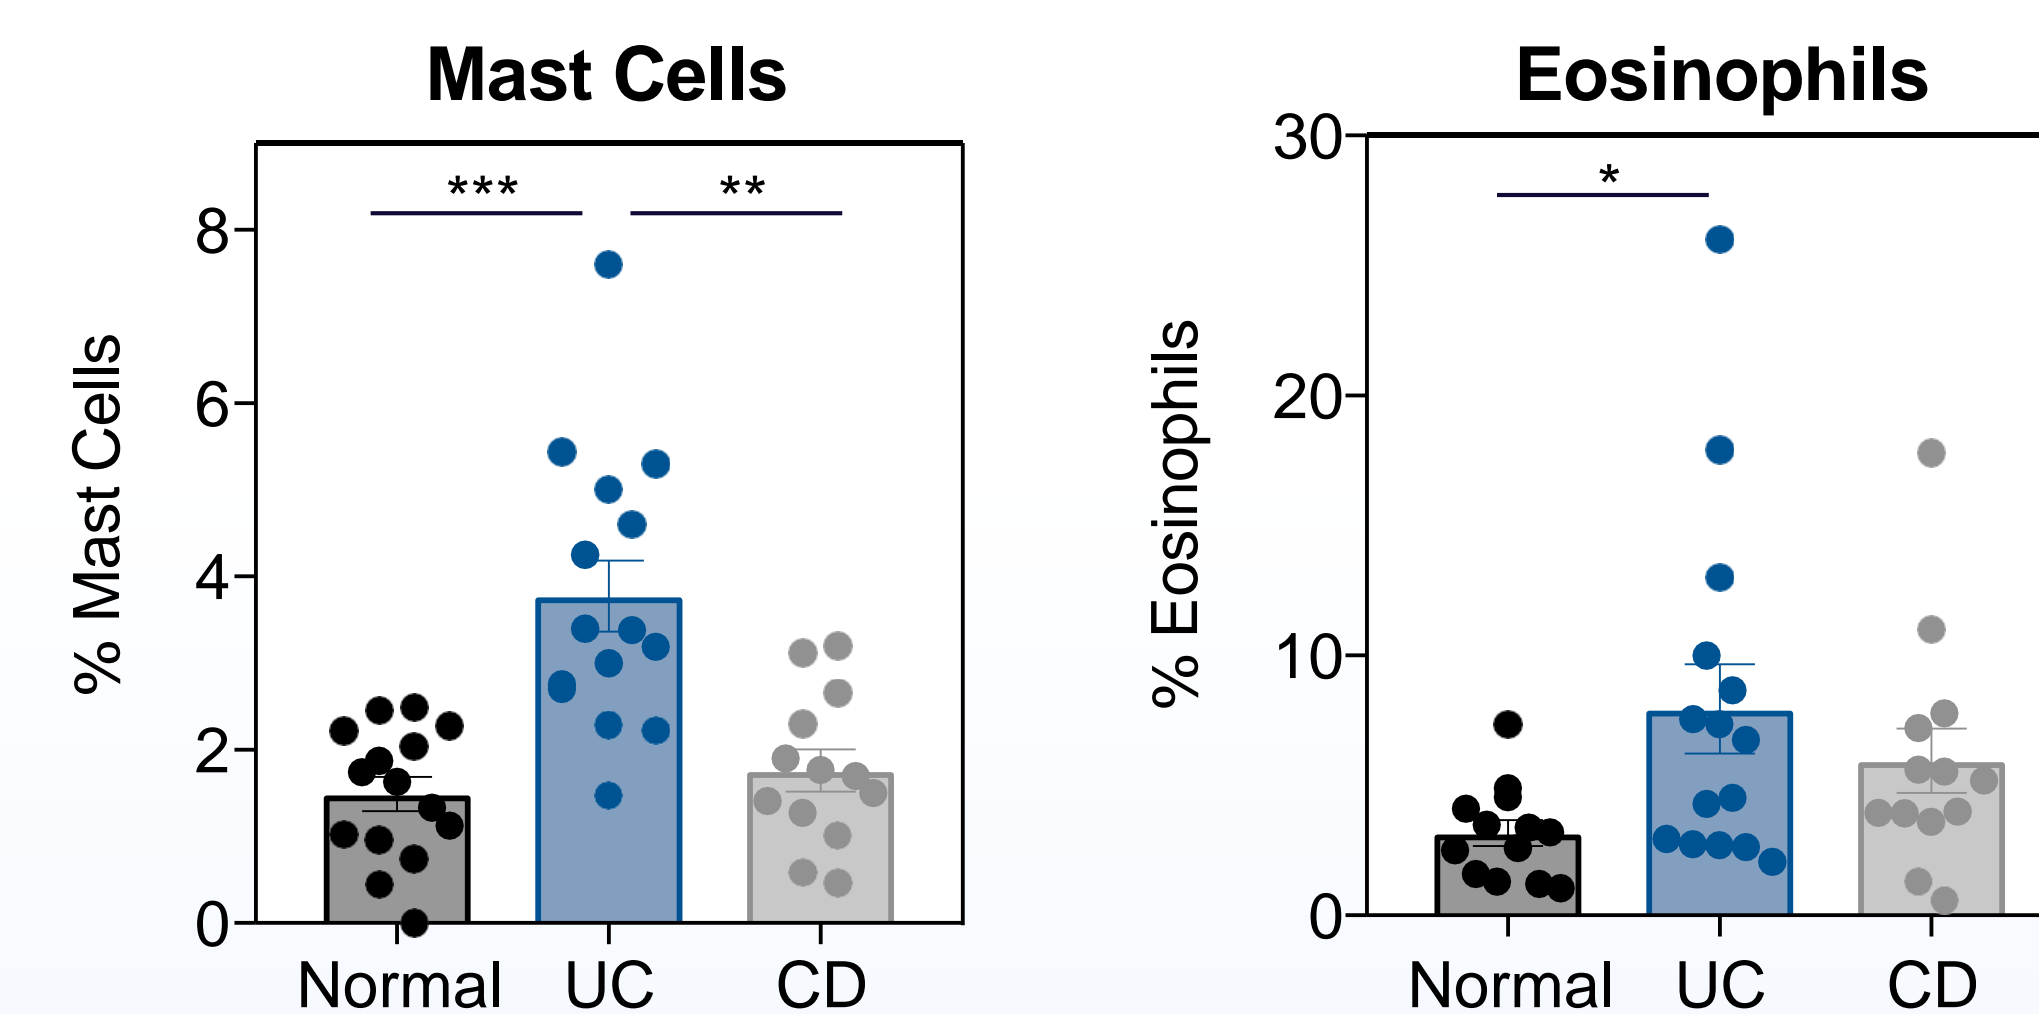 Mast Cells
% Mast Cells
8
6
4
2
0
***
**
Normal UC CD
Eosinophils
% Eosinophils
30
20
10
0
*
Normal UC CD